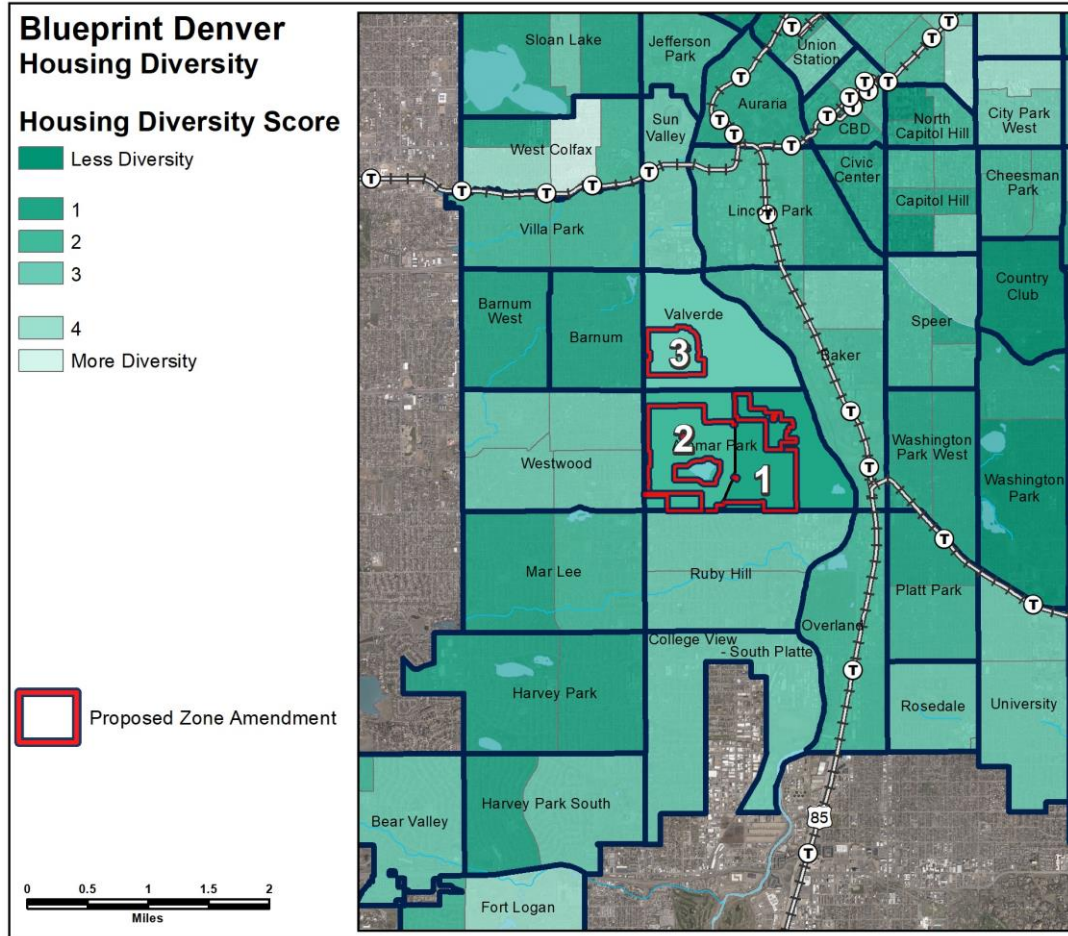 Blueprint Denver
Housing Diversity
Housing Diversity Score
Less Diversity
1
2
3
4
More Diversity
Proposed Zone Amendment
0 0.5 1 1.5 2
Miles
Sloan Lake
Jefferson
Park
Union
Station
T
T
T
T
Auraria
T
T
T
T
T
CBD
North
Capitol Hill
City Park
West
Sun
Valley
T
T
West Colfax
T
T
T
T
T
Civic
Center
Cheesman
Park
Capitol Hill
Villa Park
T
Country
Club
Barnum
West
Barnum
Valverde
Speer
3
Baker
T
2
1
Westwood
Washington
Park West
Washington
Park
T
T
Mar Lee
Ruby Hill
Platt Park
T
Overland
College View
- South Platte
T
Harvey Park
Rosedale
University
Harvey Park South
Bear Valley
85
T
Fort Logan